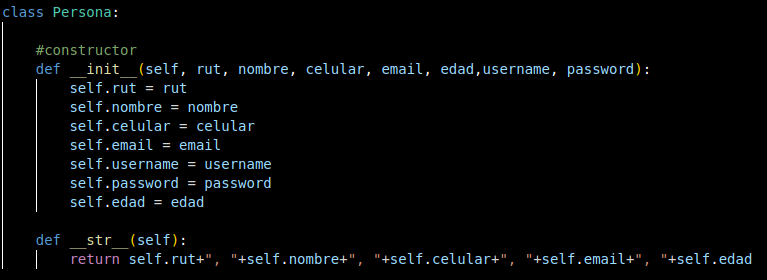 class Persona:
#constructor
def __init__(self, rut, nombre, celular, email, edad,username, password):
self.rut = rut
self.nombre = nombre
self.celular = celular
self.email = email
self.username = username
self.password = password
self.edad = edad
def __str__(self):
return self.rut+", "+self.nombre+", "+self.celular+", "+self.email+", "+self.edad